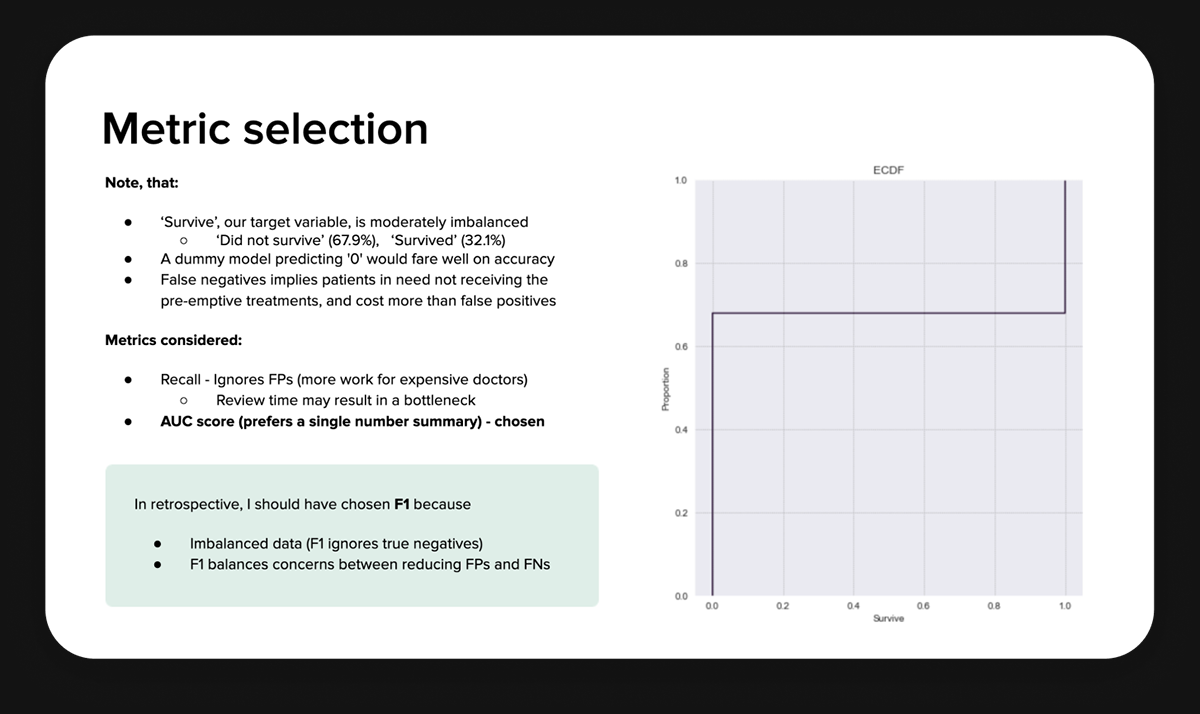 Metric selection
Note, that:
● ‘Survive’, our target variable, is moderately imbalanced
○ ‘Did not survive’ (67.9%), ‘Survived’ (32.1%)
● A dummy model predicting '0' would fare well on accuracy
● False negatives implies patients in need not receiving the
pre-emptive treatments, and cost more than false positives
Metrics considered:
● Recall - Ignores FPs (more work for expensive doctors)
○ Review time may result in a bottleneck
● AUC score (prefers a single number summary) - chosen
In retrospective, I should have chosen F1 because
● Imbalanced data (F1 ignores true negatives)
● F1 balances concerns between reducing FPs and FNs
ECDF
1.0
0.8
0.6
0.4
0.2
0.0
Proportion
0.0 0.2 0.4 0.6 0.8 1.0
Survive